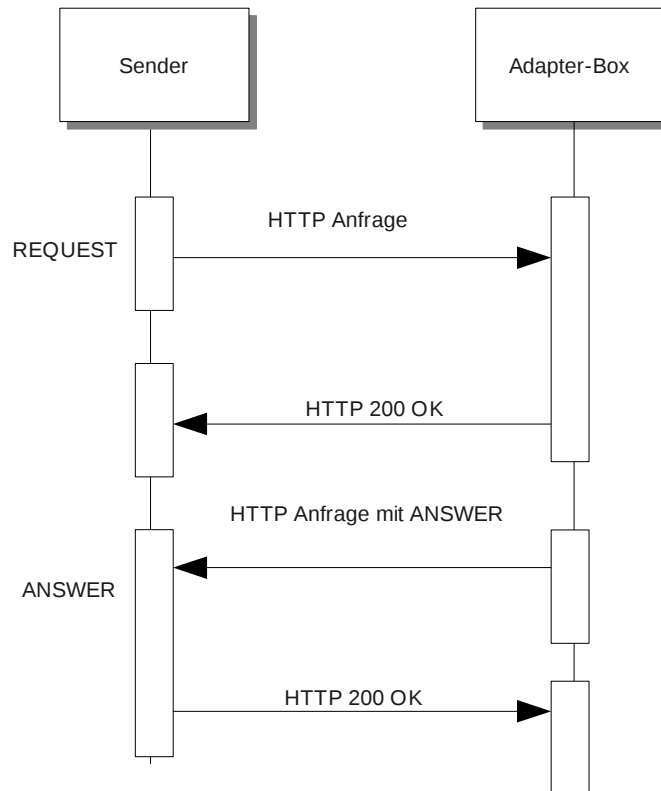 Sender
Adapter-Box
HTTP Anfrage
REQUEST
HTTP 200 OK
HTTP Anfrage mit ANSWER
ANSWER
HTTP 200 OK